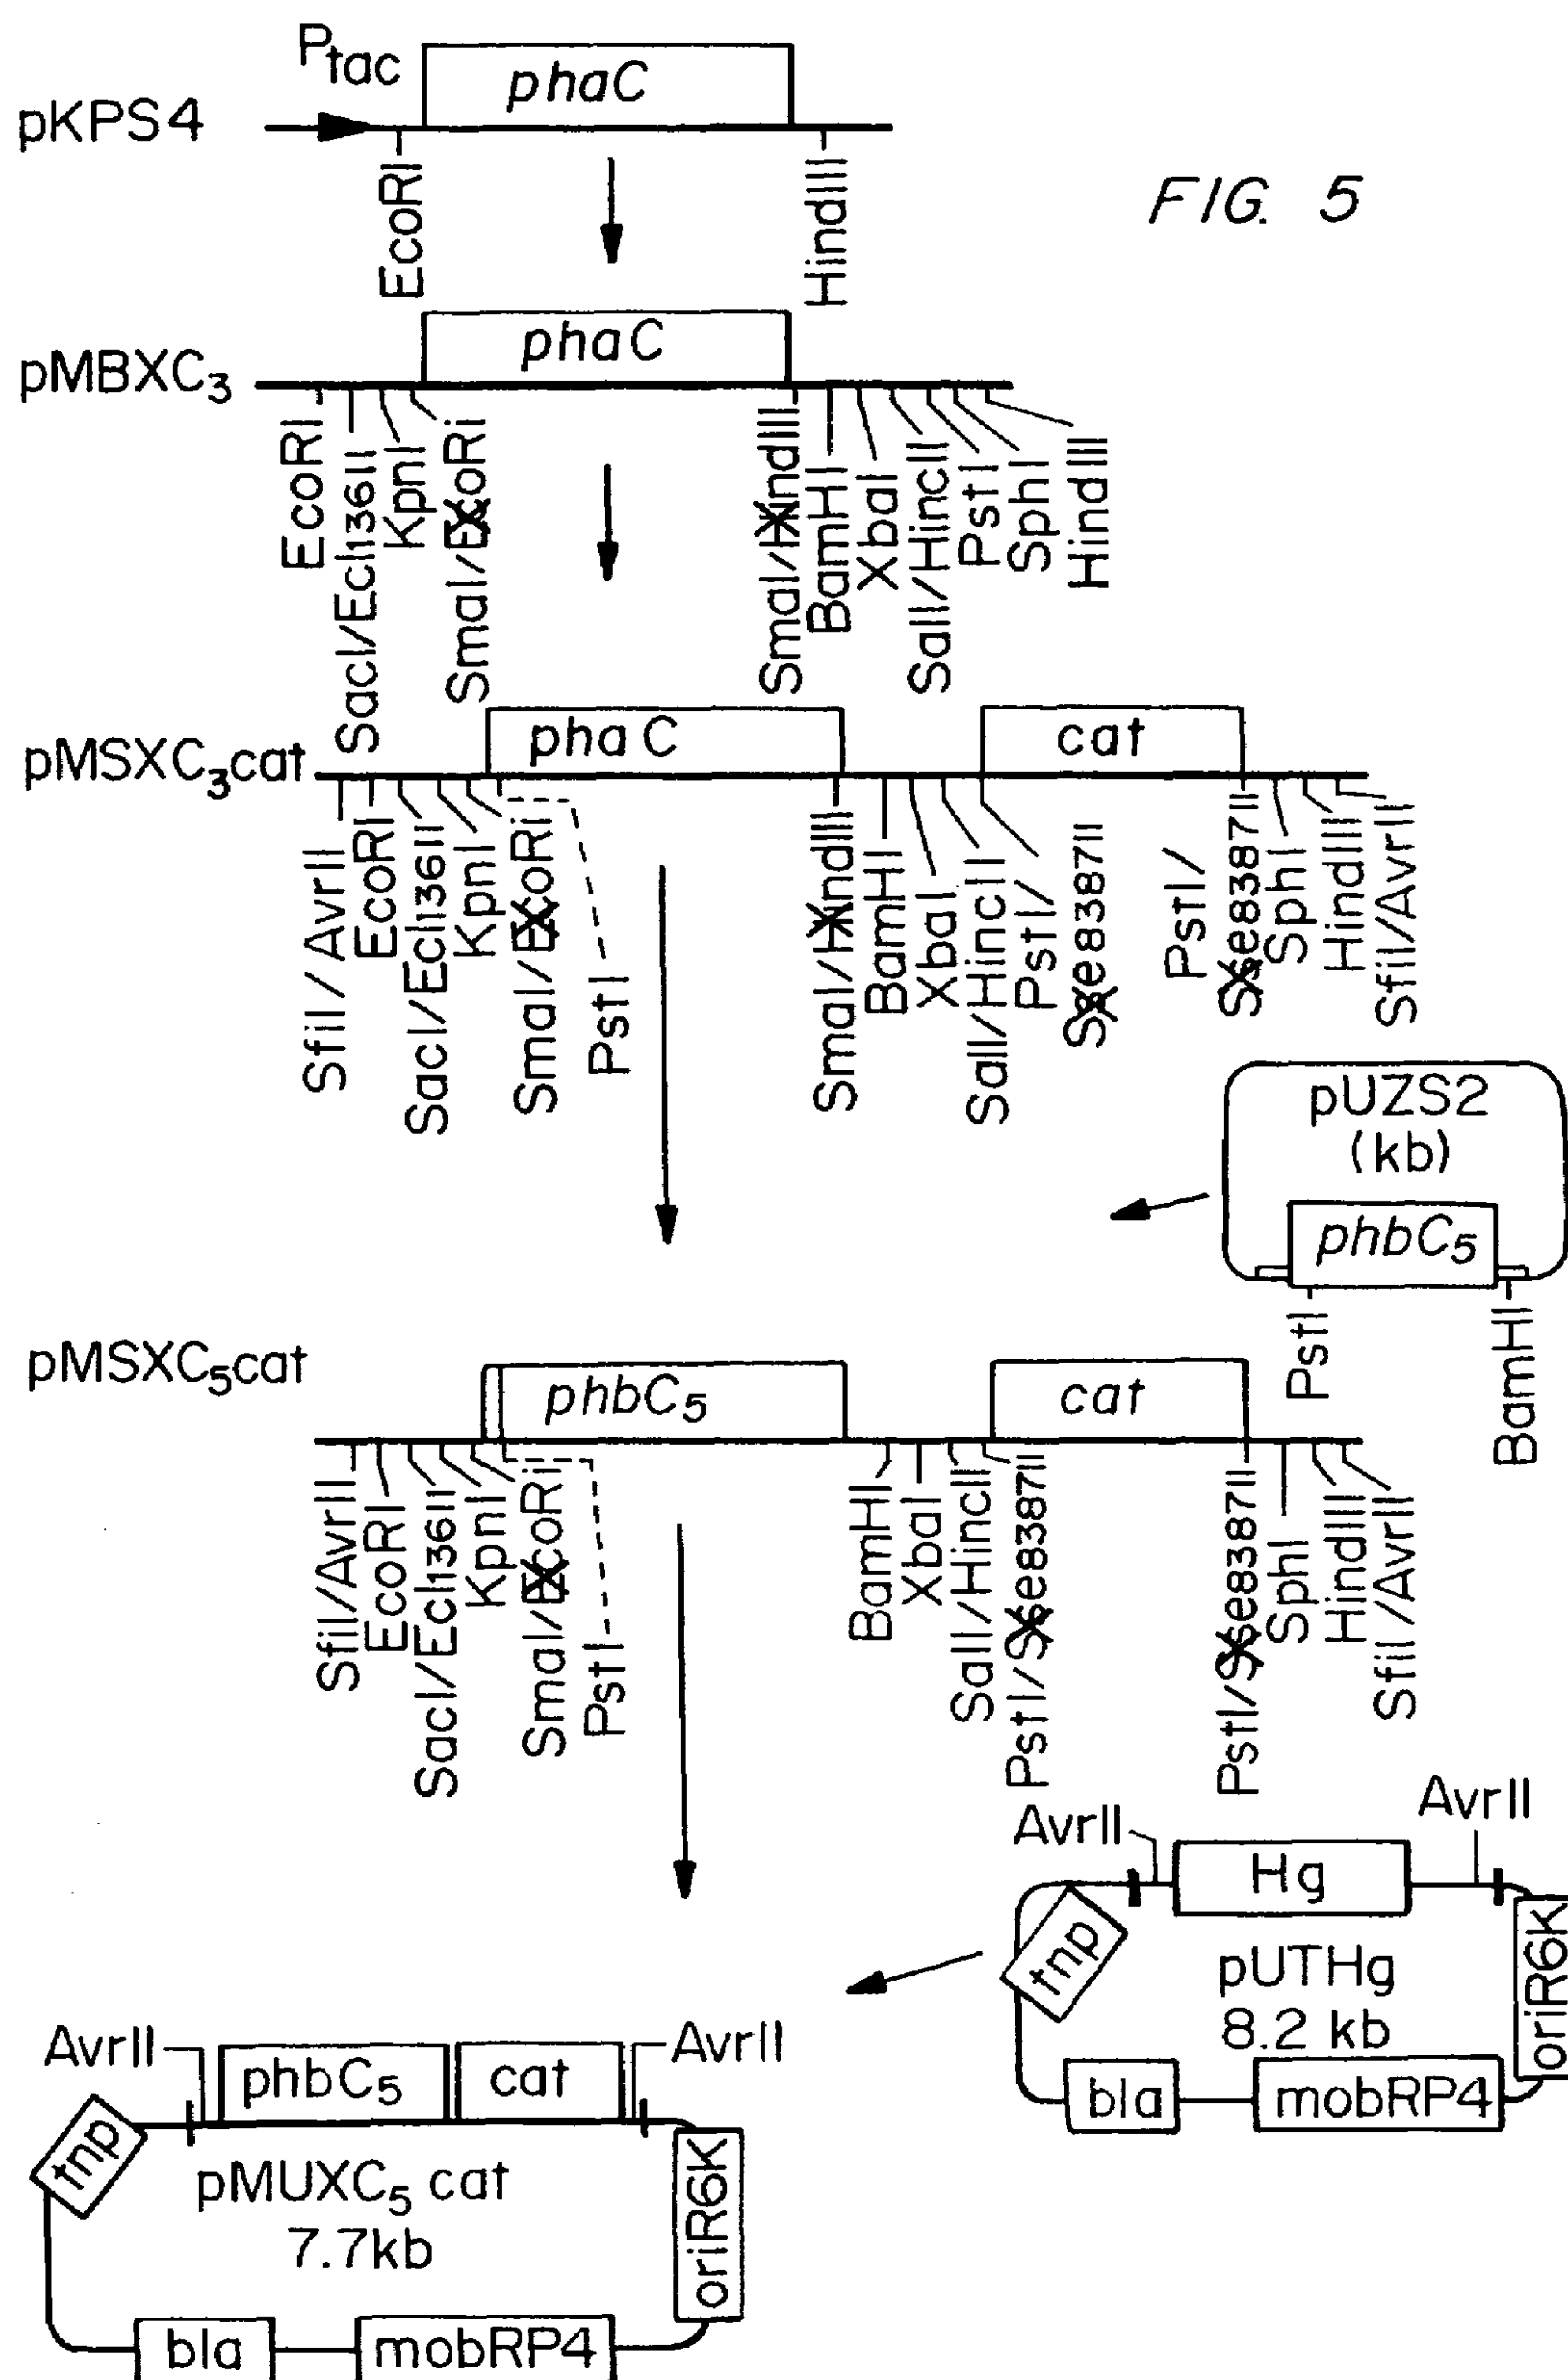 FIG. 5
pKPS4
Ptac
phaC
EcoRI
HindIII
pMBXC3
phaC
EcoRI
SacI/Ecl136II
KpnI
SmaI/EcoRi
SmaI/HindIII
BamHI
XbaI
SalI/HincII
PstI
SphI
HindIII
pMSXC3cat
phaC
cat
SfiI/AvrII
EcoRI
SacI/Ecl136II
KpnI
SmaI/EcoRi
PstI
SmaI/HindIII
BamHI
XbaI
SalI/HincII
PstI/
Sse8387II
PstI/
Sse8387II
SphI
HindIII
SfiI/AvrII
pUZS2
(kb)
phbC5
PstI
BamHI
pMSXC5cat
phbC5
cat
SfiI/AvrII
EcoRI
SacI/Ecl136II
KpnI
SmaI/EcoRi
PstI
BamHI
XbaI
SalI/HincII
PstI/Sse8387II
PstI/Sse8387II
SphI
HindIII
SfiI/AvrII
AvrII
AvrII
Hg
tnp
pUTHg
8.2 kb
oriR6K
bla
mobRP4
AvrII
AvrII
phbC5
cat
tnp
pMUXC5 cat
7.7kb
oriR6K
bla
mobRP4